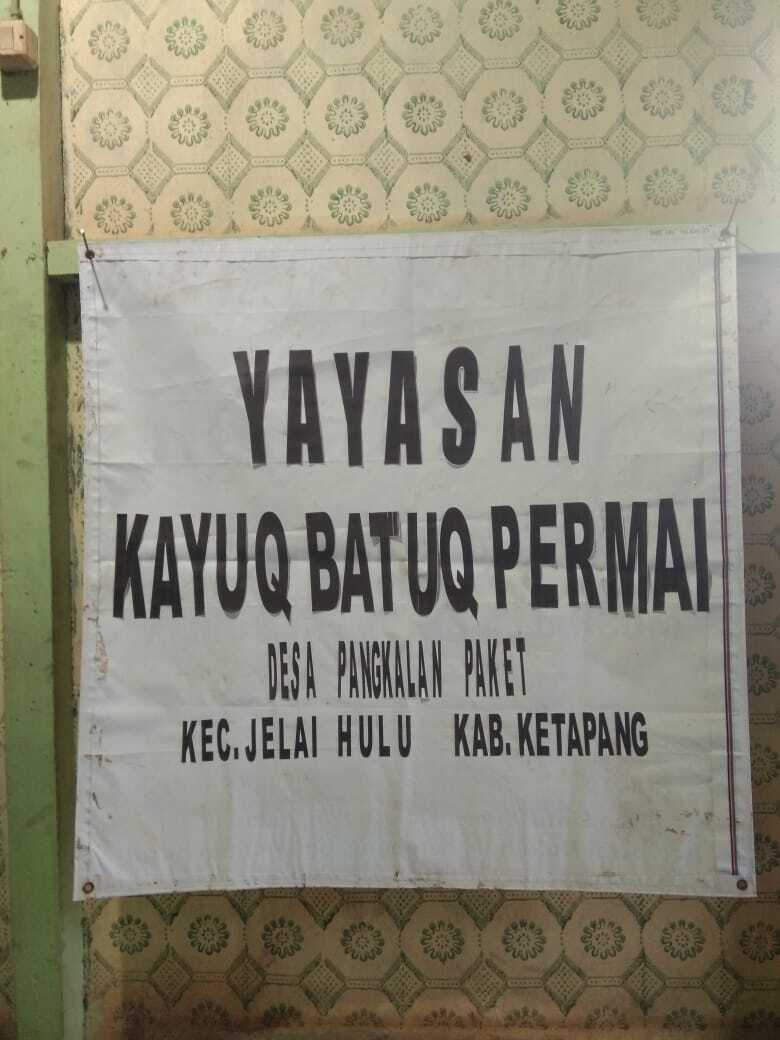 YAYASAN
KAYUQ BATUQ PERMAI
DESA PANGKALAN PAKET
KEC. JELAI HULU KAB. KETAPANG